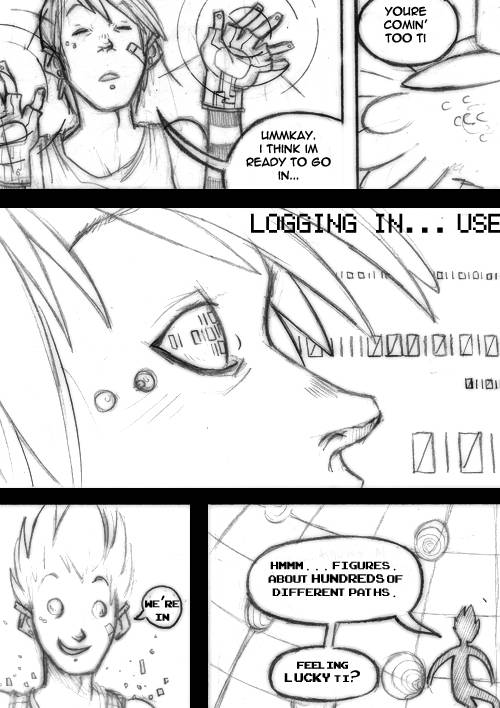 YOURE
COMIN'
TOO TI
UMMKAY.
I THINK IM
READY TO GO
IN...
LOGGING IN... USE
WE'RE
IN
HMMM... FIGURES.
ABOUT HUNDREDS OF
DIFFERENT PATHS.
FEELING
LUCKY TI?